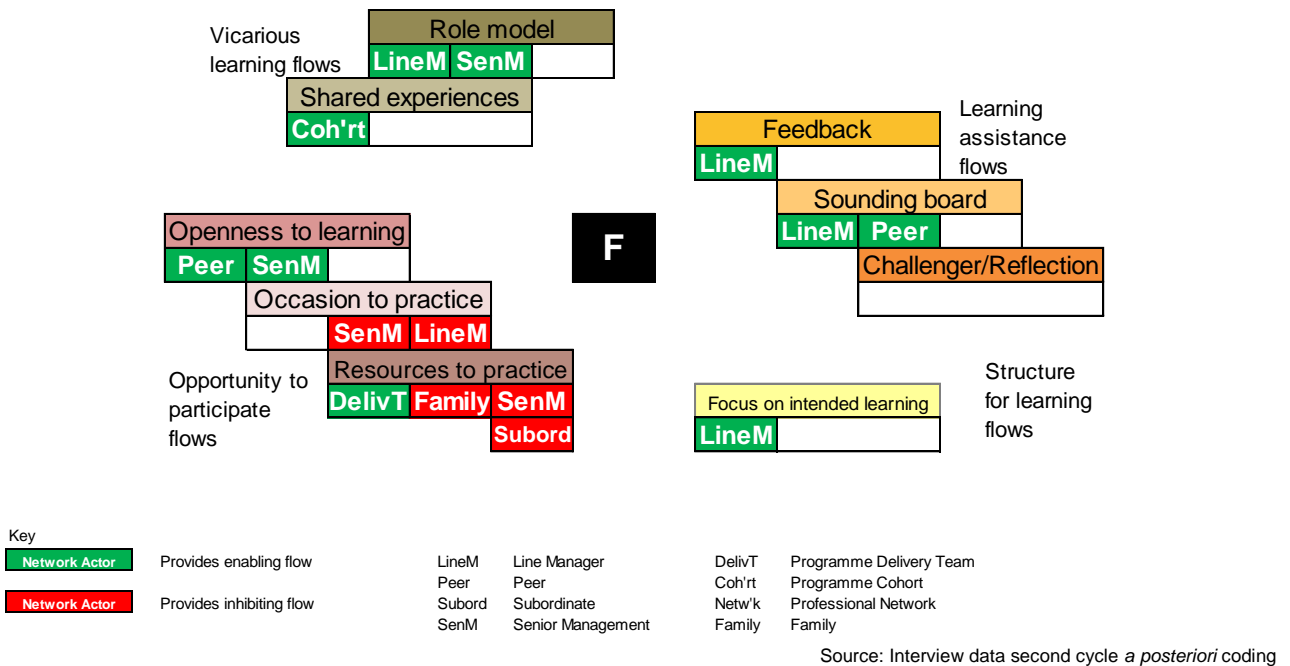 Vicarious
learning flows
Role model
LineM SenM
Shared experiences
Coh'rt
Learning
assistance
flows
Feedback
LineM
Sounding board
LineM Peer
Challenger/Reflection
Openness to learning
Peer SenM
Occasion to practice
SenM LineM
Resources to practice
DelivT Family SenM
Subord
Opportunity to
participate
flows
F
Focus on intended learning
LineM
Structure
for learning
flows
Key
Network Actor Provides enabling flow LineM Line Manager DelivT Programme Delivery Team
Peer Peer Coh'rt Programme Cohort
Network Actor Provides inhibiting flow Subord Subordinate Netw'k Professional Network
SenM Senior Management Family Family
Source: Interview data second cycle a posteriori coding